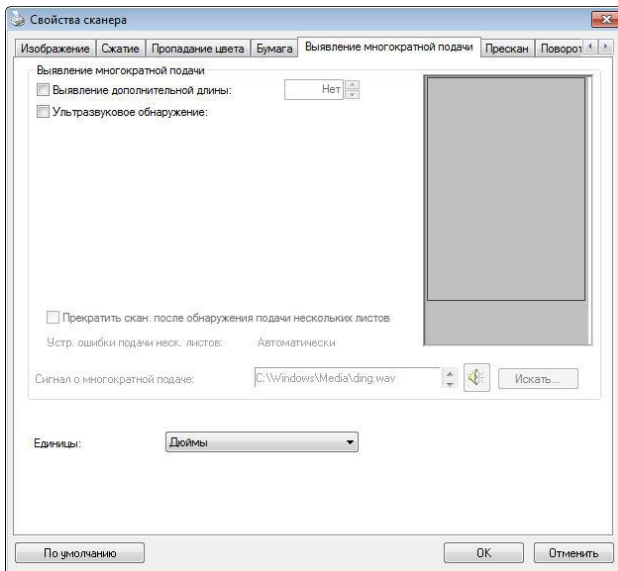 Свойства сканера
Изображение Сжатие Пропадание цвета Бумага Выявление многократной подачи Прескан Поворот
Выявление многократной подачи
Выявление дополнительной длины: Нет
Ультразвуковое обнаружение:
Прекратить скан. после обнаружения подачи нескольких листов
Устр. ошибки подачи неск. листов: Автоматически
Сигнал о многократной подаче: C:\Windows\Media\ding.wav Искать...
Единицы: Дюймы
По умолчанию OK Отменить